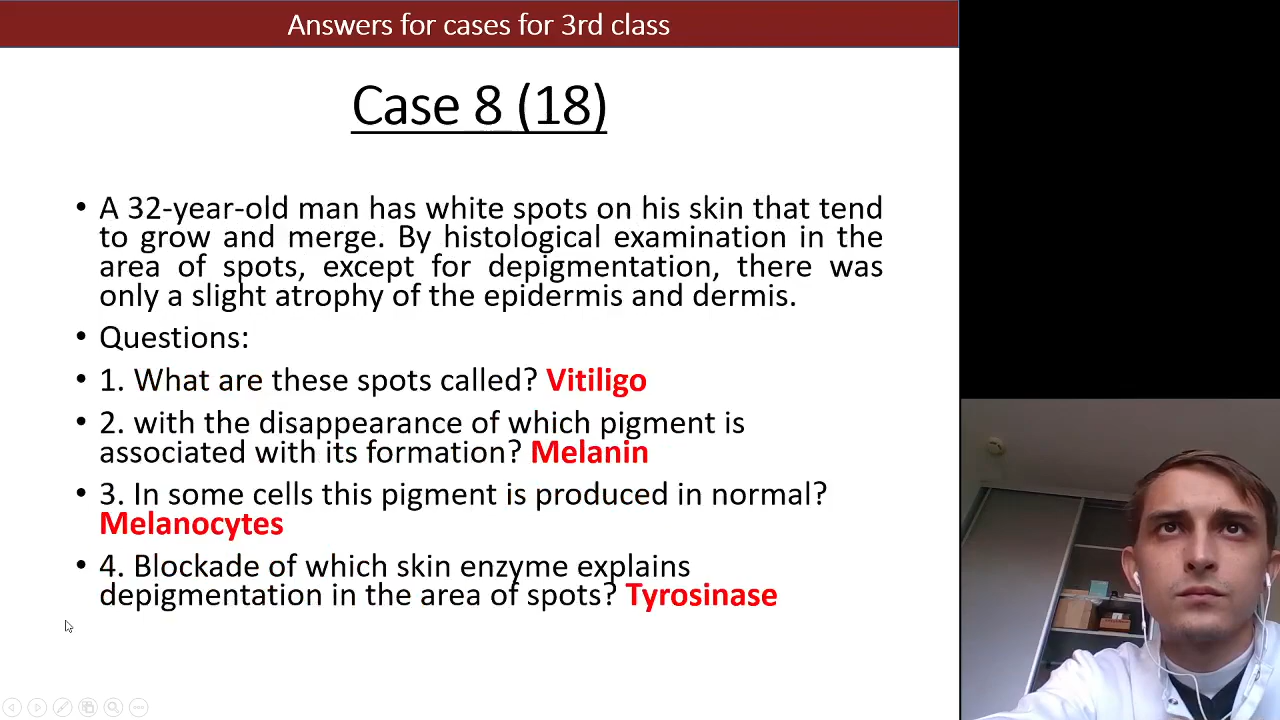 Answers for cases for 3rd class
Case 8 (18)
• A 32-year-old man has white spots on his skin that tend
to grow and merge. By histological examination in the
area of spots, except for depigmentation, there was
only a slight atrophy of the epidermis and dermis.
• Questions:
• 1. What are these spots called? Vitiligo
• 2. with the disappearance of which pigment is
associated with its formation? Melanin
• 3. In some cells this pigment is produced in normal?
Melanocytes
• 4. Blockade of which skin enzyme explains
depigmentation in the area of spots? Tyrosinase